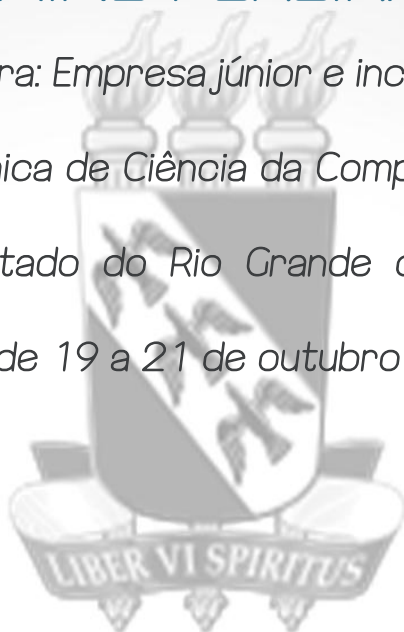 ra: Empresa júnior e inc
ica de Ciência da Comp
tado do Rio Grande
de 19 a 21 de outubro
LIBER VI SPIRITUS